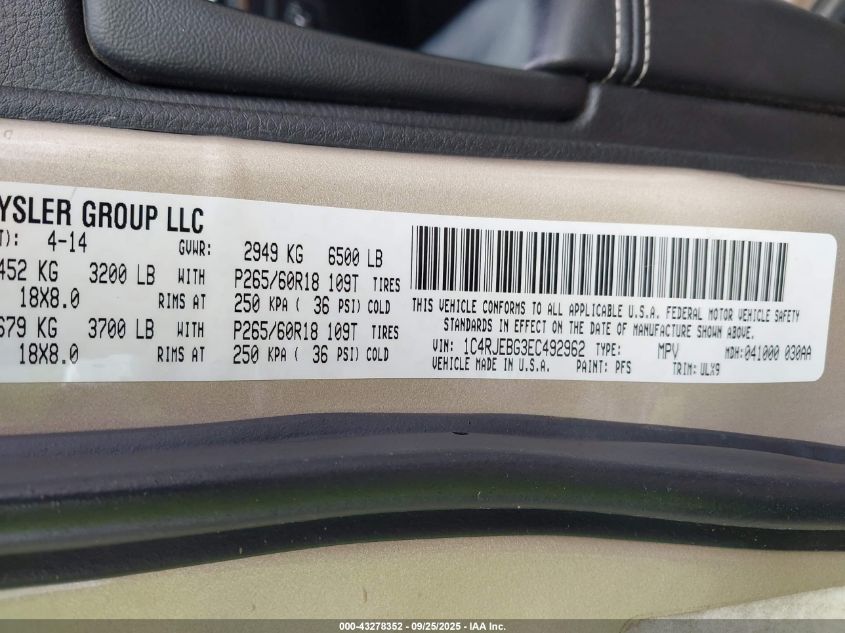 YSLER GROUP LLC
T): 4-14 GVWR: 2949 KG 6500 LB
452 KG 3200 LB WITH P265/60R18 109T TIRES
18X8.0 RIMS AT 250 KPA ( 36 PSI) COLD
679 KG 3700 LB WITH P265/60R18 109T TIRES
18X8.0 RIMS AT 250 KPA ( 36 PSI) COLD
THIS VEHICLE CONFORMS TO ALL APPLICABLE U.S.A. FEDERAL MOTOR VEHICLE SAFETY
STANDARDS IN EFFECT ON THE DATE OF MANUFACTURE SHOWN ABOVE.
VIN: 1C4RJEBG3EC492962 TYPE: MPV MDH:041000 030AA
VEHICLE MADE IN U.S.A. PAINT: PFS TRIM: ULX9
000-43278352 - 09/25/2025 - IAA Inc.